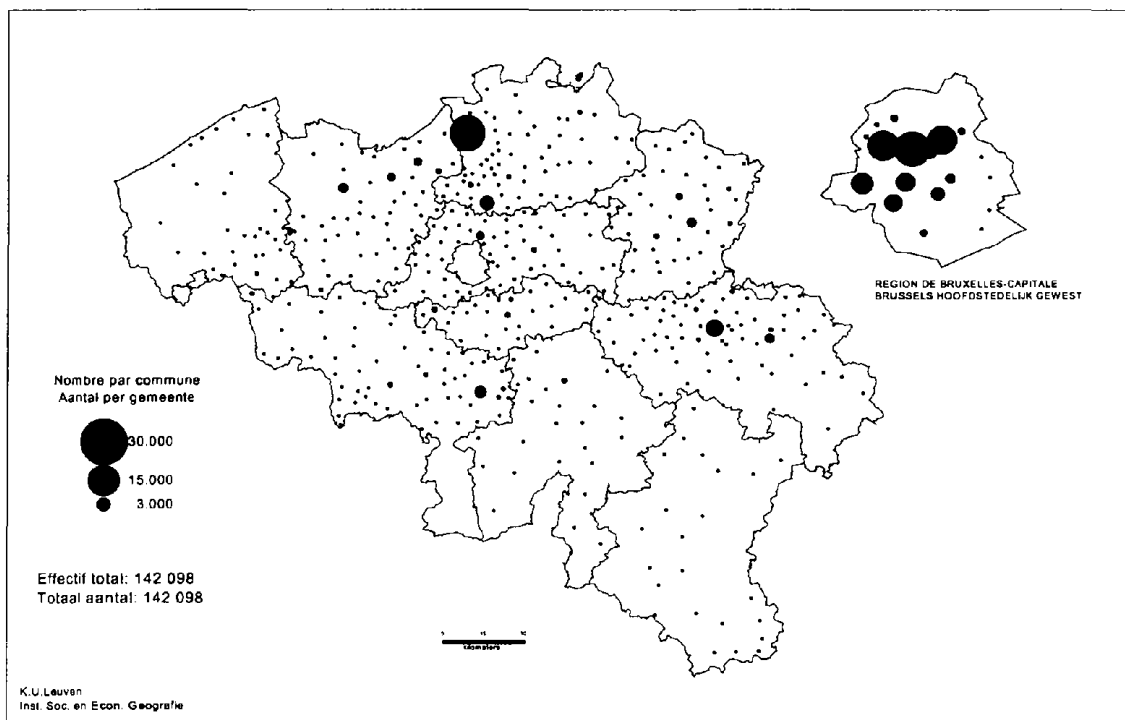 REGION DE BRUXELLES-CAPITALE
BRUSSELS HOOFDSTEDELIJK GEWEST
Nombre par commune
Aantal per gemeente
30.000
15.000
3.000
Effectif total: 142 098
Totaal aantal: 142 098
kilometers
K.U.Leuven
Inst. Soc. en Econ. Geografie